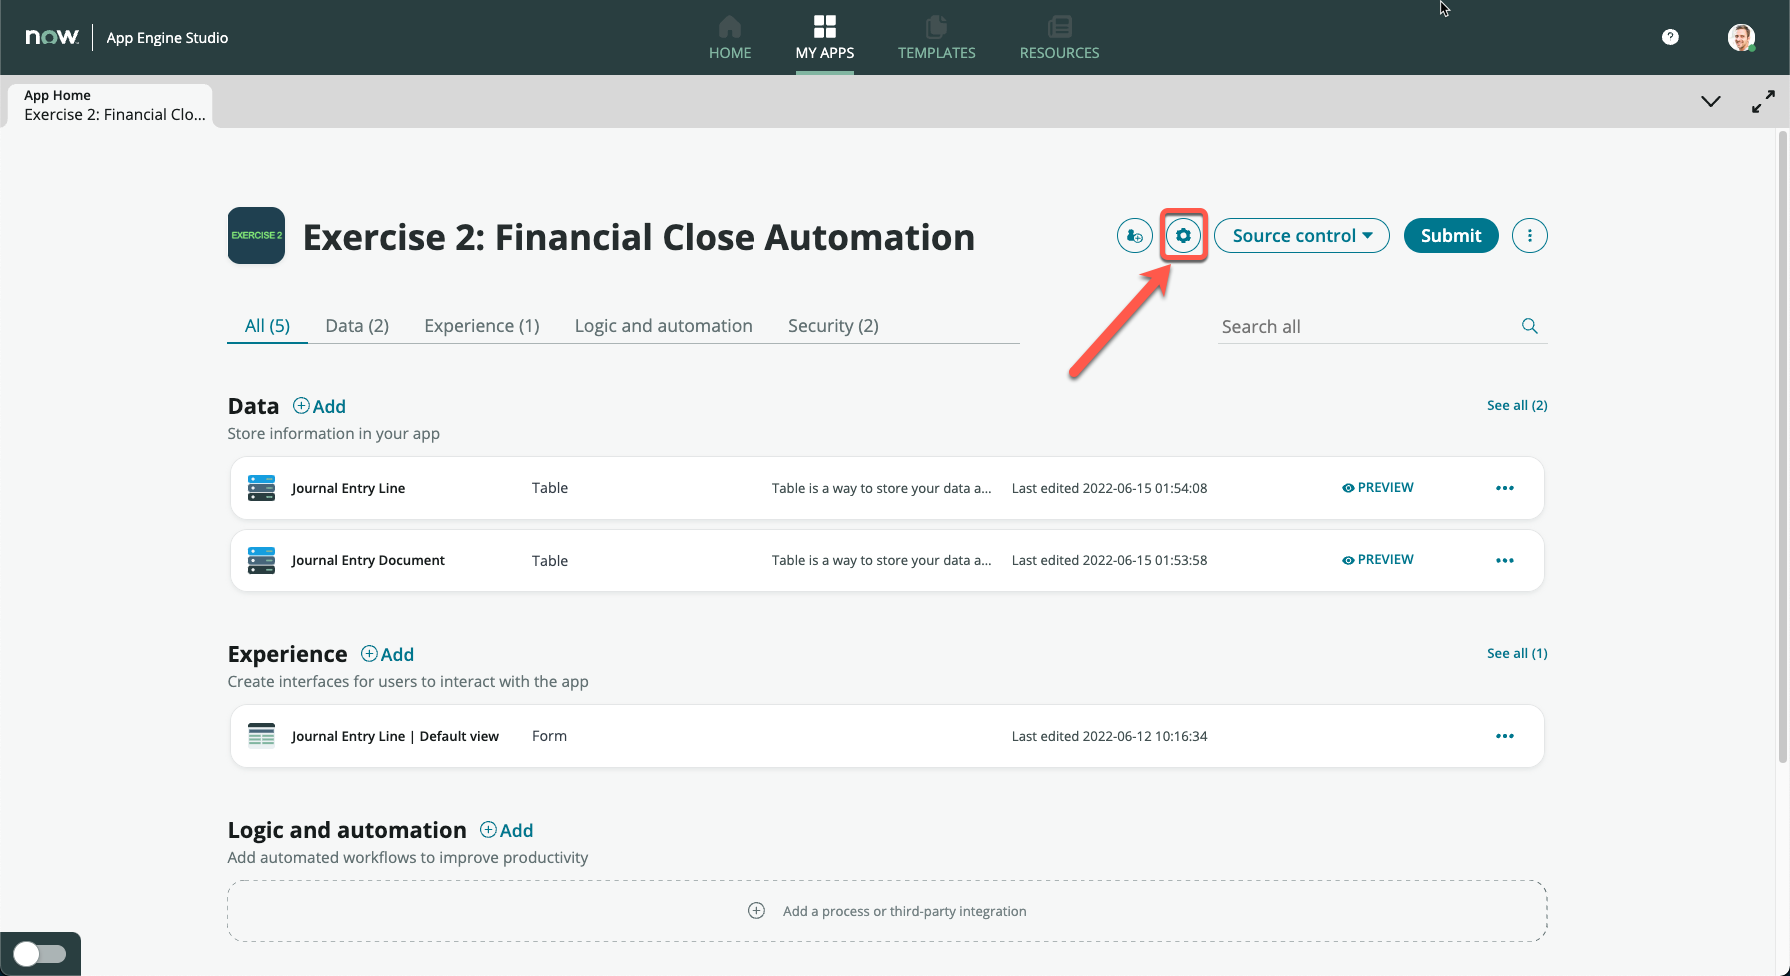 now. App Engine Studio
HOME
MY APPS
TEMPLATES
RESOURCES
?
App Home
Exercise 2: Financial Clo...
EXERCISE 2
Exercise 2: Financial Close Automation
Source control
Submit
All (5)
Data (2)
Experience (1)
Logic and automation
Security (2)
Search all
Data Add
See all (2)
Store information in your app
Journal Entry Line Table Table is a way to store your data a... Last edited 2022-06-15 01:54:08 PREVIEW
Journal Entry Document Table Table is a way to store your data a... Last edited 2022-06-15 01:53:58 PREVIEW
Experience Add
See all (1)
Create interfaces for users to interact with the app
Journal Entry Line | Default view Form Last edited 2022-06-12 10:16:34
Logic and automation Add
Add automated workflows to improve productivity
Add a process or third-party integration